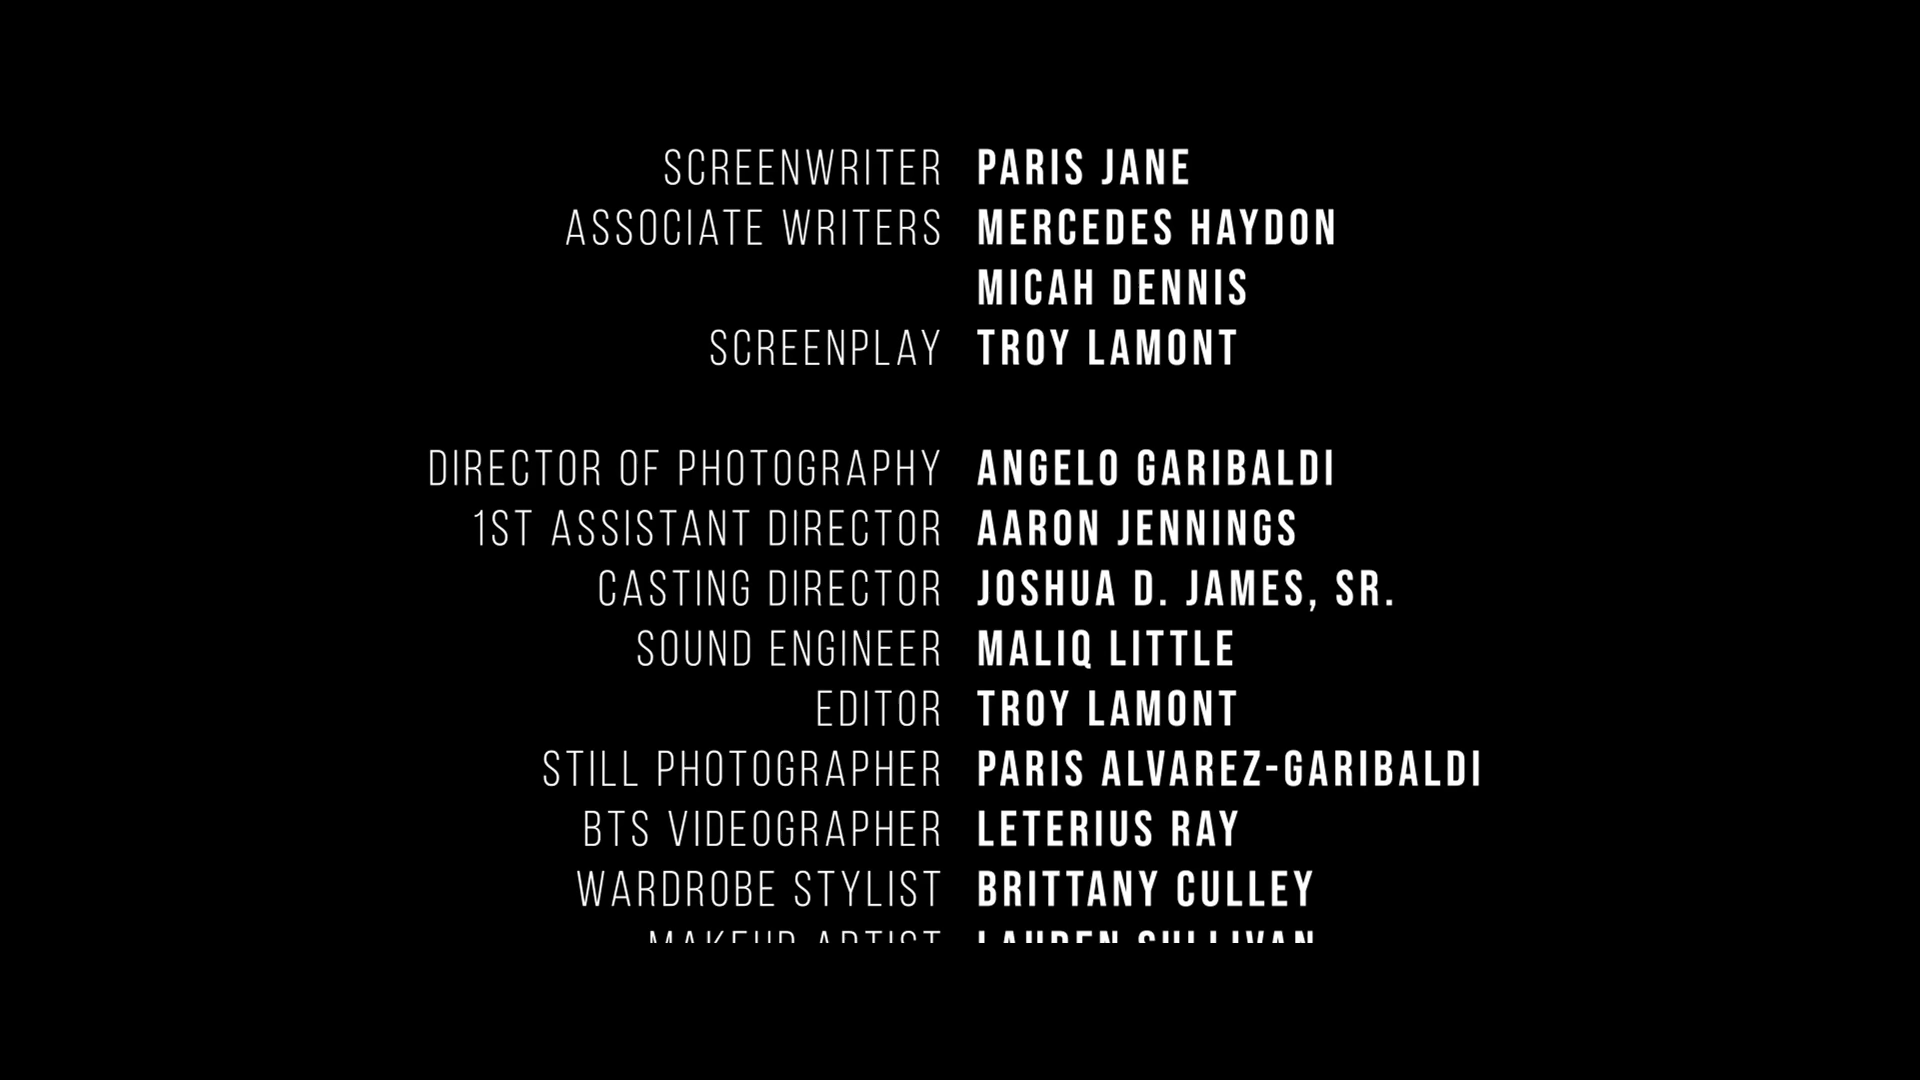 SCREENWRITER PARIS JANE
ASSOCIATE WRITERS MERCEDES HAYDON
MICAH DENNIS
SCREENPLAY TROY LAMONT
DIRECTOR OF PHOTOGRAPHY ANGELO GARIBALDI
1ST ASSISTANT DIRECTOR AARON JENNINGS
CASTING DIRECTOR JOSHUA D. JAMES, SR.
SOUND ENGINEER MALIQ LITTLE
EDITOR TROY LAMONT
STILL PHOTOGRAPHER PARIS ALVAREZ-GARIBALDI
BTS VIDEOGRAPHER LETERIUS RAY
WARDROBE STYLIST BRITTANY CULLEY
MAKEUP ARTIST LAUREN SULLIVAN